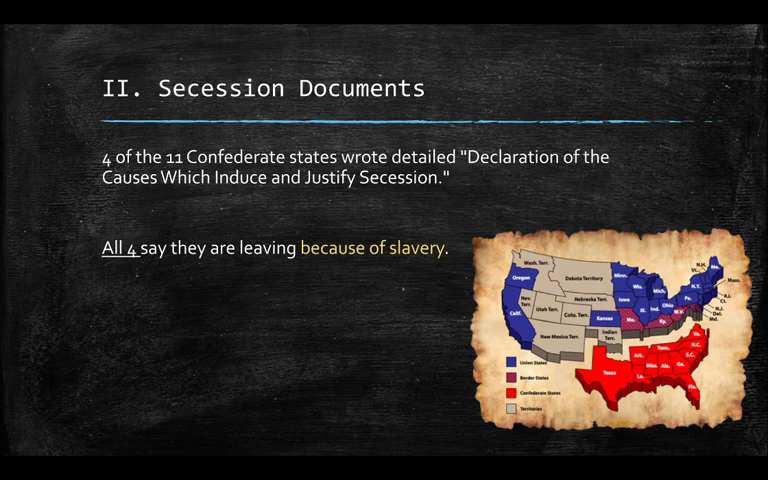 II. Secession Documents
4 of the 11 Confederate states wrote detailed "Declaration of the
Causes Which Induce and Justify Secession."
All 4 say they are leaving because of slavery.
Wash. Terr.
Oregon
Calif.
Nev. Terr.
Utah Terr.
Dakota Territory
Nebraska Terr.
Colo. Terr.
New Mexico Terr.
Kansas
Indian Terr.
Texas
Minn.
Iowa
Wis.
Mich.
Ill.
Ind.
Ohio
Mo.
Ky.
W.V.
Pa.
N.Y.
N.H.
Vt.
Me.
Mass.
R.I.
Ct.
N.J.
Del.
Md.
Va.
N.C.
S.C.
Tenn.
Ark.
La.
Miss.
Ala.
Ga.
Fla.
Union States
Border States
Confederate States
Territories